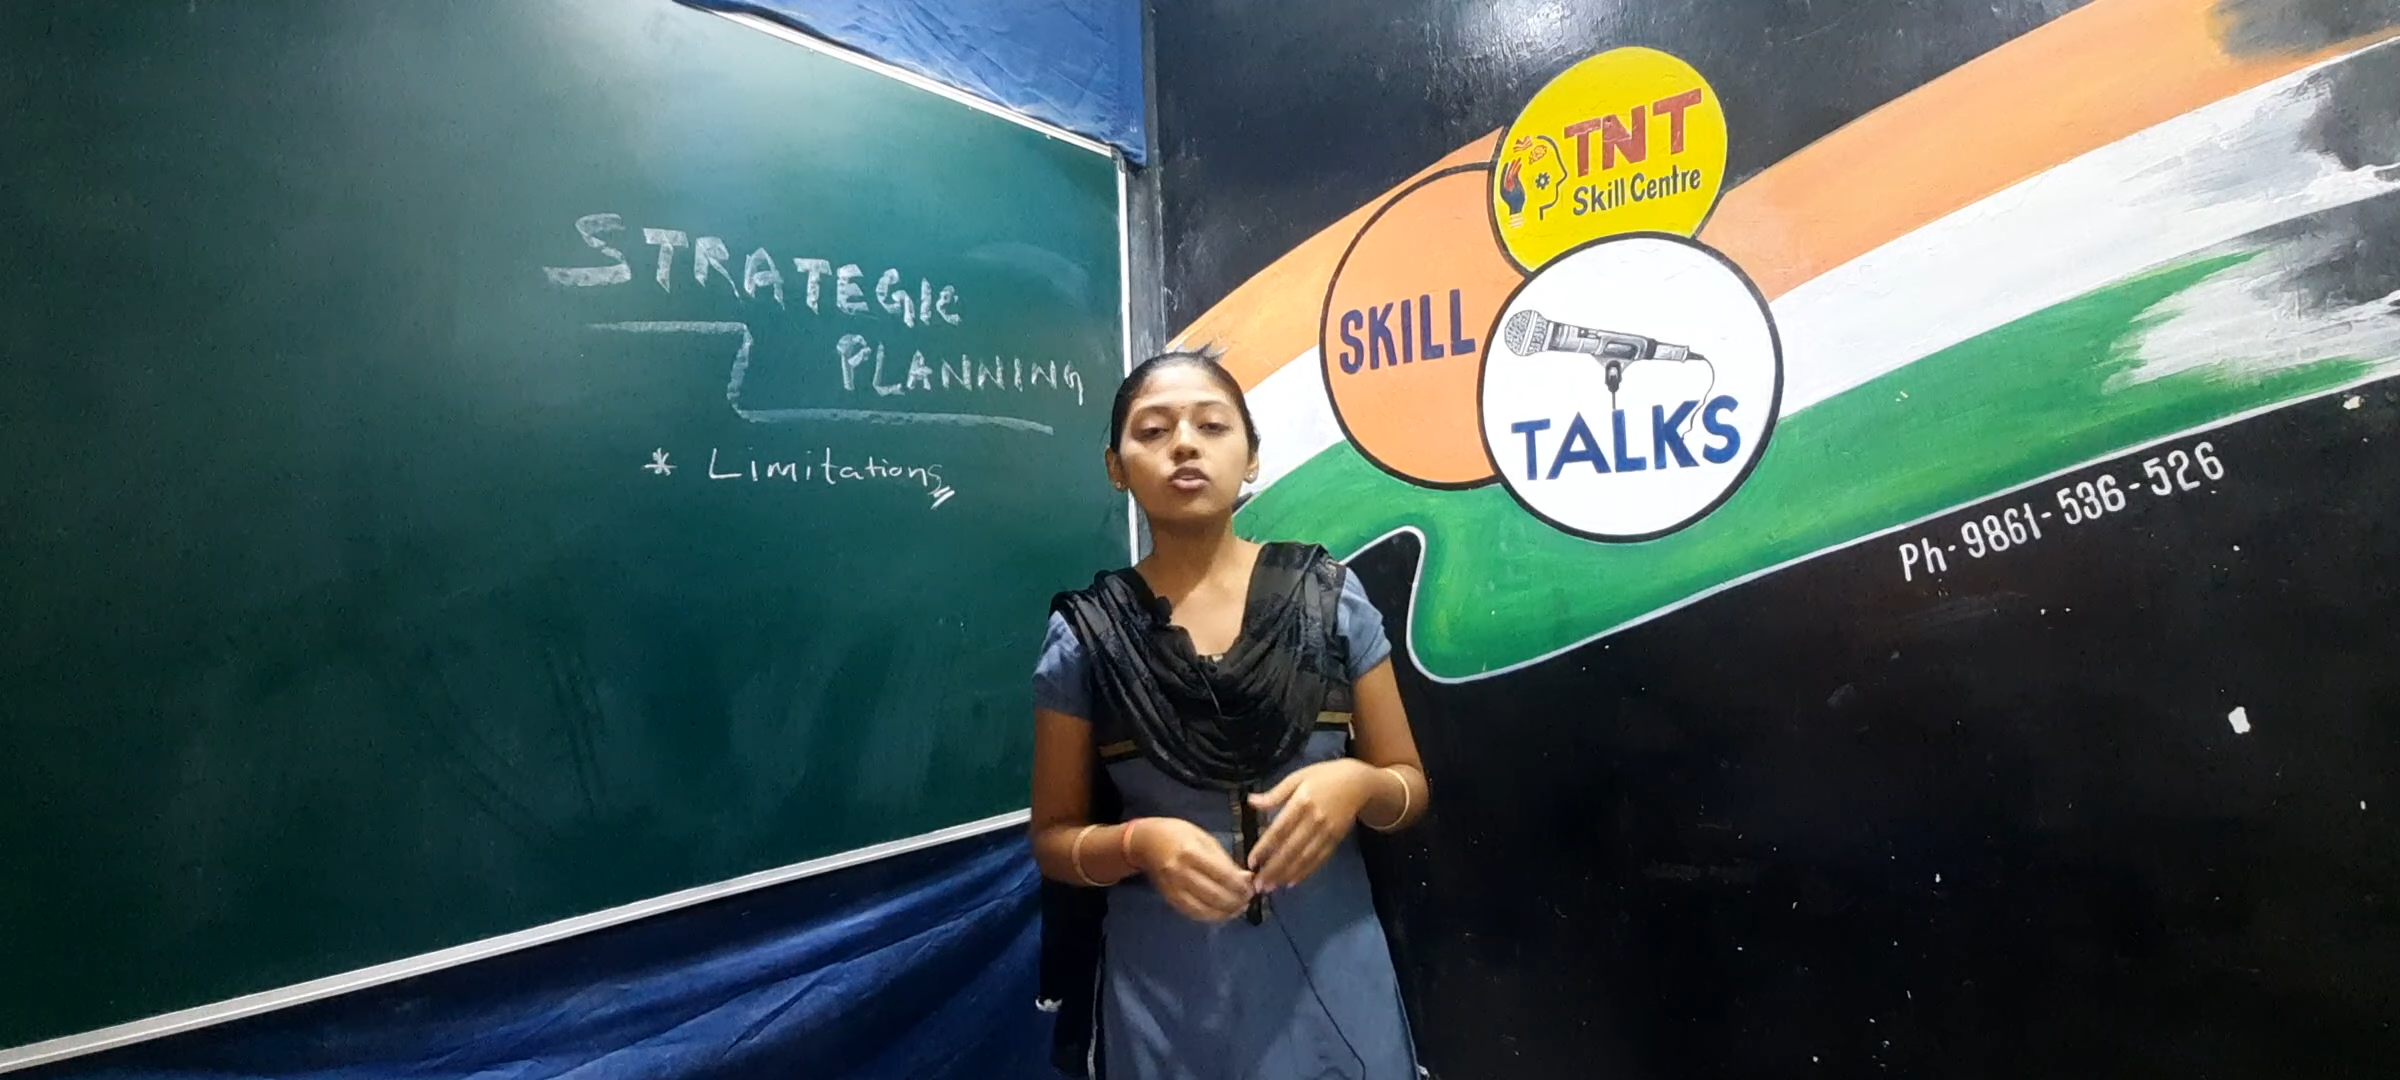 STRATEGIC
PLANNING
* Limitations
TNT
Skill Centre
SKILL
TALKS
Ph-9861-536-526